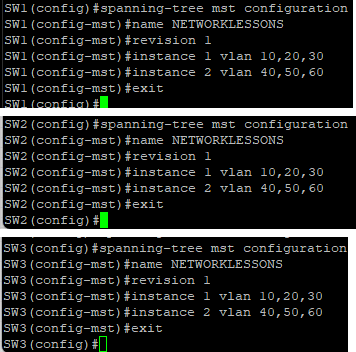 SW1(config)#spanning-tree mst configuration
SW1(config-mst)#name NETWORKLESSONS
SW1(config-mst)#revision 1
SW1(config-mst)#instance 1 vlan 10,20,30
SW1(config-mst)#instance 2 vlan 40,50,60
SW1(config-mst)#exit
SW1(config)#
SW2(config)#spanning-tree mst configuration
SW2(config-mst)#name NETWORKLESSONS
SW2(config-mst)#revision 1
SW2(config-mst)#instance 1 vlan 10,20,30
SW2(config-mst)#instance 2 vlan 40,50,60
SW2(config-mst)#exit
SW2(config)#
SW3(config)#spanning-tree mst configuration
SW3(config-mst)#name NETWORKLESSONS
SW3(config-mst)#revision 1
SW3(config-mst)#instance 1 vlan 10,20,30
SW3(config-mst)#instance 2 vlan 40,50,60
SW3(config-mst)#exit
SW3(config)#